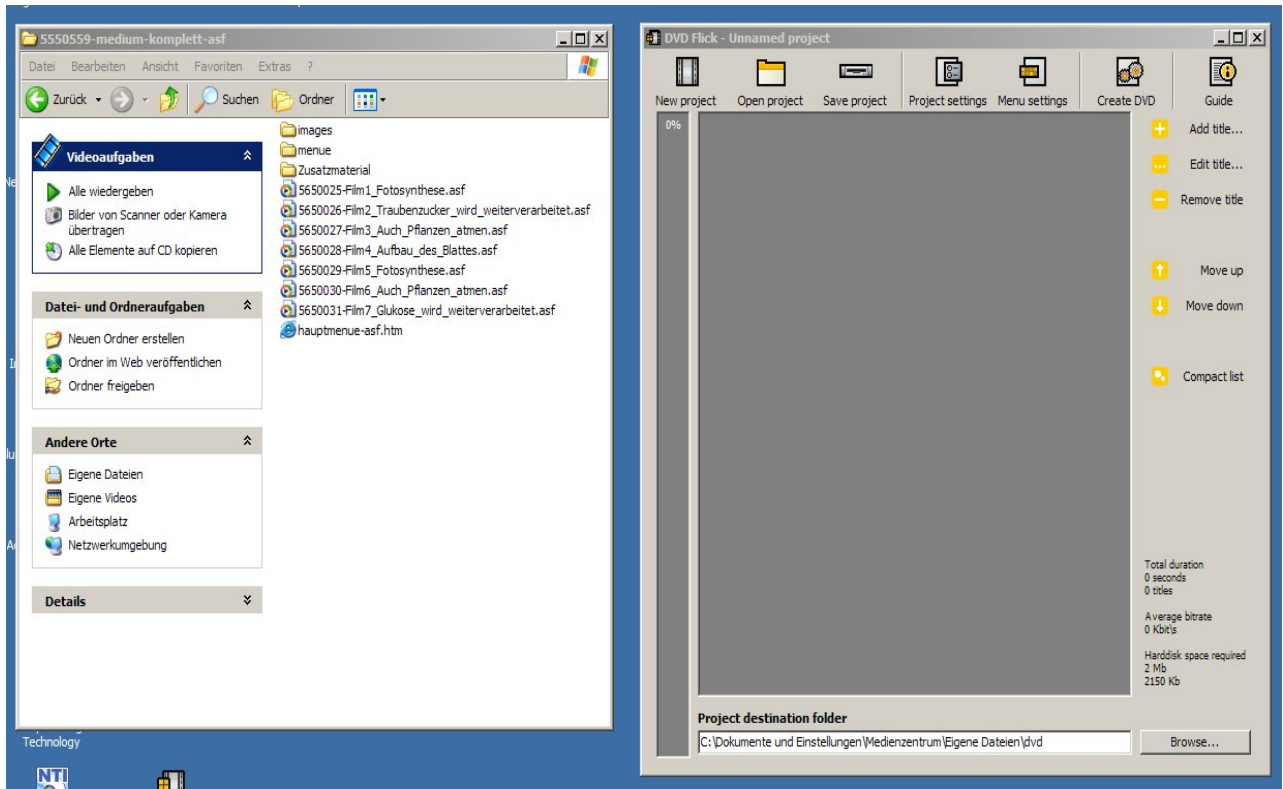 5550559-medium-komplett-asf
Datei Bearbeiten Ansicht Favoriten Extras ?
Zurück Suchen Ordner
Videoaufgaben
Alle wiedergeben
Bilder von Scanner oder Kamera
übertragen
Alle Elemente auf CD kopieren
Datei- und Ordneraufgaben
Neuen Ordner erstellen
Ordner im Web veröffentlichen
Ordner freigeben
Andere Orte
Eigene Dateien
Eigene Videos
Arbeitsplatz
Netzwerkumgebung
Details
images
menue
Zusatzmaterial
5650025-Film1_Fotosynthese.asf
5650026-Film2_Traubenzucker_wird_weiterverarbeitet.asf
5650027-Film3_Auch_Pflanzen_atmen.asf
5650028-Film4_Aufbau_des_Blattes.asf
5650029-Film5_Fotosynthese.asf
5650030-Film6_Auch_Pflanzen_atmen.asf
5650031-Film7_Glukose_wird_weiterverarbeitet.asf
hauptmenue-asf.htm
Technology
NTI
DVD Flick - Unnamed project
New project Open project Save project Project settings Menu settings Create DVD Guide
0%
Add title...
Edit title...
Remove title
Move up
Move down
Compact list
Total duration
0 seconds
0 titles
Average bitrate
0 Kbit\s
Harddisk space required
2 Mb
2150 Kb
Project destination folder
C:\Dokumente und Einstellungen\Medienzentrum\Eigene Dateien\dvd
Browse...